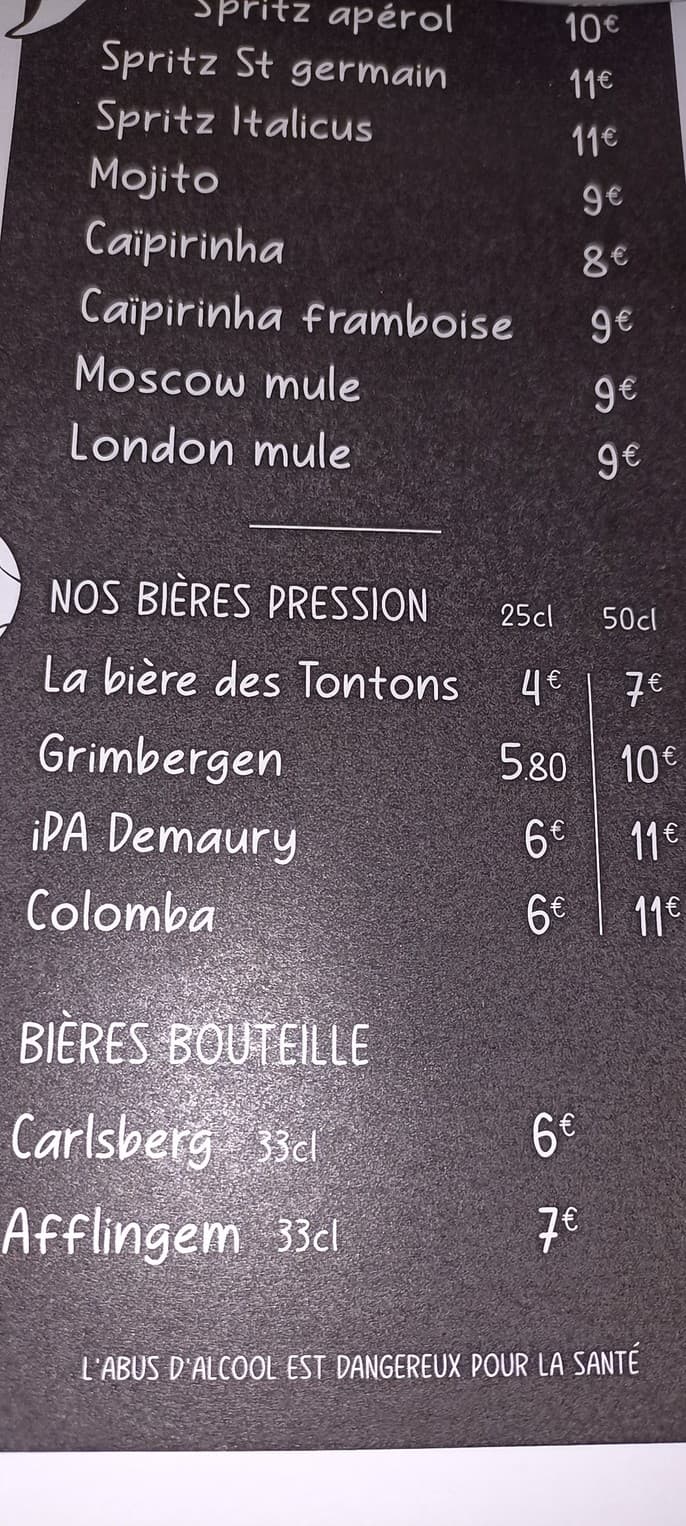 Spritz apérol 10€
Spritz St germain 11€
Spritz Italicus 11€
Mojito 9€
Caïpirinha 8€
Caïpirinha framboise 9€
Moscow mule 9€
London mule 9€
NOS BIÈRES PRESSION 25cl 50cl
La bière des Tontons 4€ 7€
Grimbergen 5.80 10€
iPA Demaury 6€ 11€
Colomba 6€ 11€
BIÈRES BOUTEILLE
Carlsberg 33cl 6€
Afflingem 33cl 7€
L'ABUS D'ALCOOL EST DANGEREUX POUR LA SANTÉ